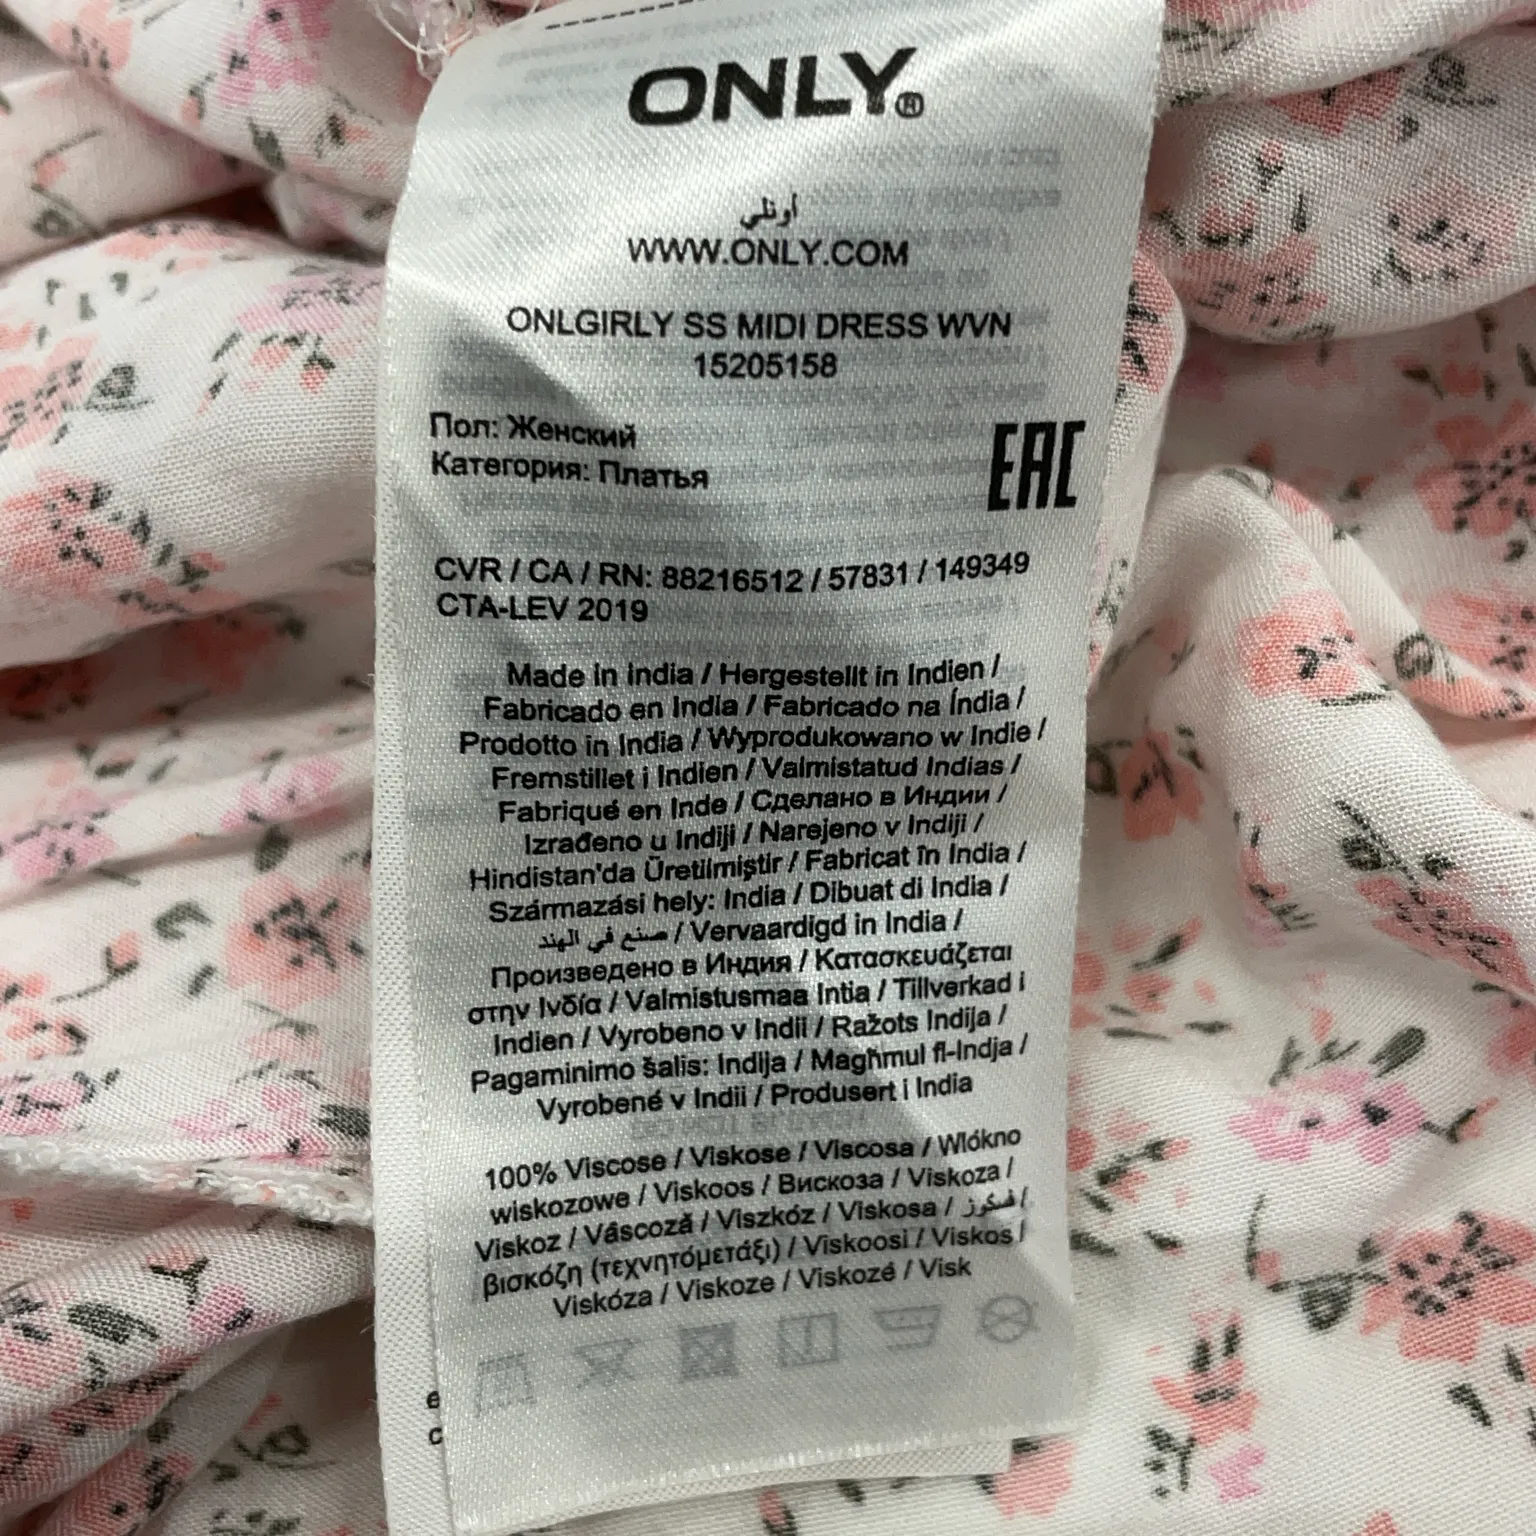 ONLY®
أونلي
WWW.ONLY.COM
ONLGIRLY SS MIDI DRESS WVN
15205158
Пол: Женский
Категория: Платья
EAC
CVR / CA / RN: 88216512 / 57831 / 149349
CTA-LEV 2019
Made in India / Hergestellt in Indien /
Fabricado en India / Fabricado na Índia /
Prodotto in India / Wyprodukowano w Indie /
Fremstillet i Indien / Valmistatud Indias /
Fabriqué en Inde / Сделано в Индии /
Izrađeno u Indiji / Narejeno v Indiji /
Hindistan'da Üretilmiştir / Fabricat în India /
Származási hely: India / Dibuat di India /
صنع في الهند / Vervaardigd in India /
Произведено в Индия / Κατασκευάζεται
στην Ινδία / Valmistusmaa Intia / Tillverkad i
Indien / Vyrobeno v Indii / Ražots Indija /
Pagaminimo šalis: Indija / Magħmul fl-Indja /
Vyrobené v Indii / Produsert i India
100% Viscose / Viskose / Viscosa / Wlókno
wiskozowe / Viskoos / Вискоза / Viskoza /
Viskoz / Vâscoză / Viszkóz / Viskosa / فسكوز /
βισκόζη (τεχνητόμετάξι) / Viskoosi / Viskos /
Viskóza / Viskoze / Viskozé / Visk
e
c